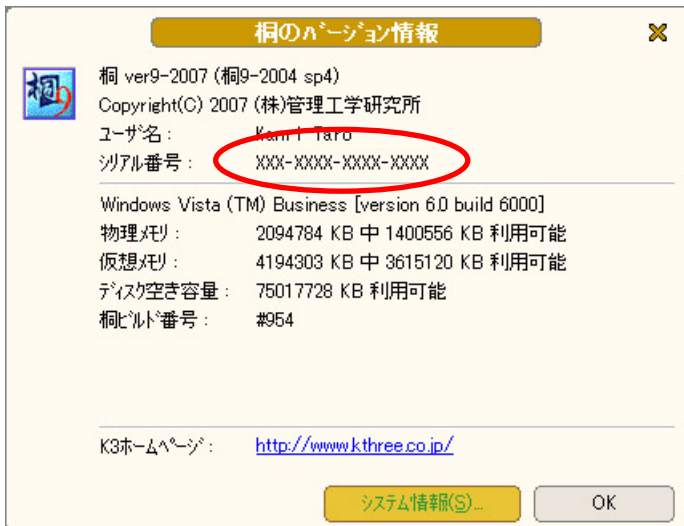 桐のバージョン情報
桐9
桐 ver9-2007 (桐9-2004 sp4)
Copyright(C) 2007 (株)管理工学研究所
ユーザ名 : Kanri Taro
シリアル番号 : XXX-XXXX-XXXX-XXXX
Windows Vista (TM) Business [version 6.0 build 6000]
物理メモリ : 2094784 KB 中 1400556 KB 利用可能
仮想メモリ : 4194303 KB 中 3615120 KB 利用可能
ディスク空き容量 : 75017728 KB 利用可能
桐ビルド番号 : #954
K3ホームページ : http://www.kthree.co.jp/
システム情報(S)... OK